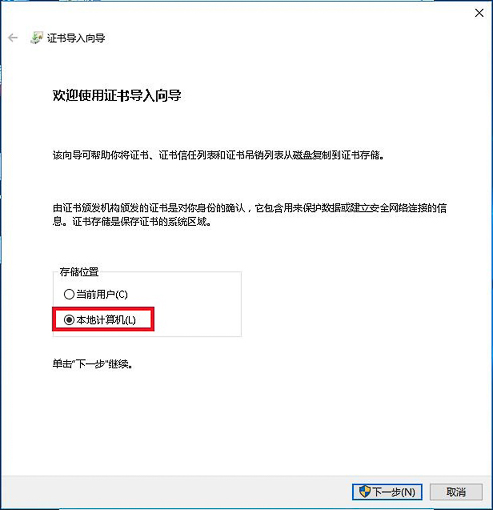 证书导入向导
欢迎使用证书导入向导
该向导可帮助你将证书、证书信任列表和证书吊销列表从磁盘复制到证书存储。
由证书颁发机构颁发的证书是对你身份的确认，它包含用来保护数据或建立安全网络连接的信
息。证书存储是保存证书的系统区域。
存储位置
当前用户(C)
本地计算机(L)
单击"下一步"继续。
下一步(N)
取消